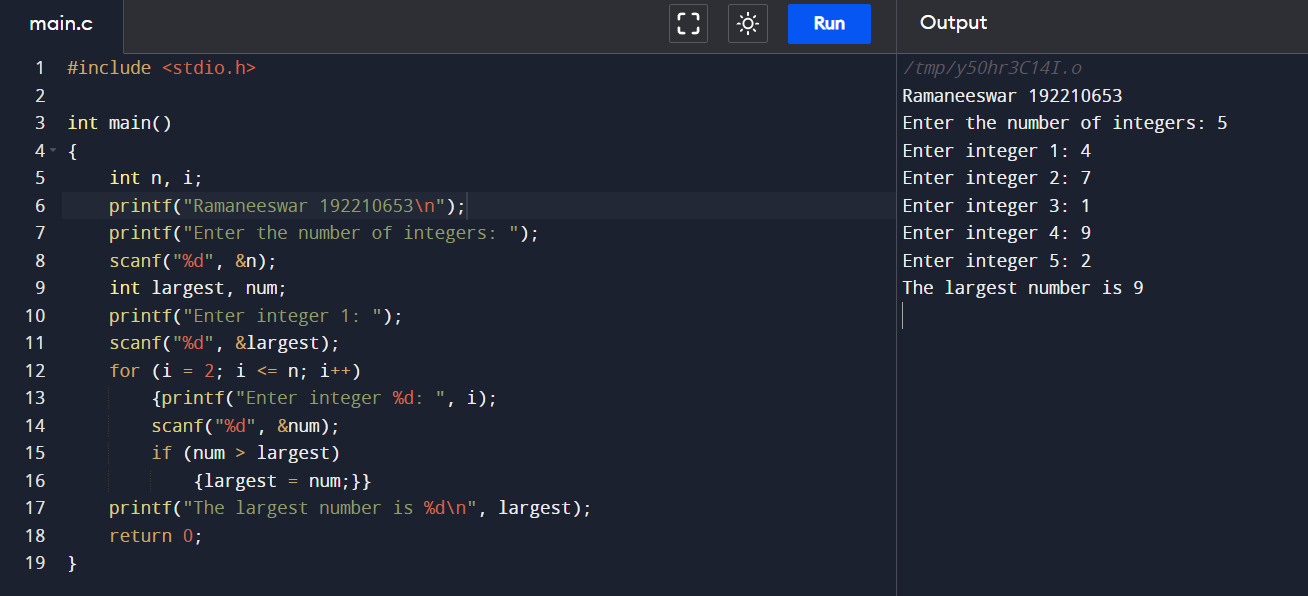 main.c
Run
Output
1 #include <stdio.h>
2
3 int main()
4 {
5     int n, i;
6     printf("Ramaneeswar 192210653\n");
7     printf("Enter the number of integers: ");
8     scanf("%d", &n);
9     int largest, num;
10     printf("Enter integer 1: ");
11     scanf("%d", &largest);
12     for (i = 2; i <= n; i++)
13         {printf("Enter integer %d: ", i);
14         scanf("%d", &num);
15         if (num > largest)
16             {largest = num;}}
17     printf("The largest number is %d\n", largest);
18     return 0;
19 }
/tmp/y50hr3C14I.o
Ramaneeswar 192210653
Enter the number of integers: 5
Enter integer 1: 4
Enter integer 2: 7
Enter integer 3: 1
Enter integer 4: 9
Enter integer 5: 2
The largest number is 9